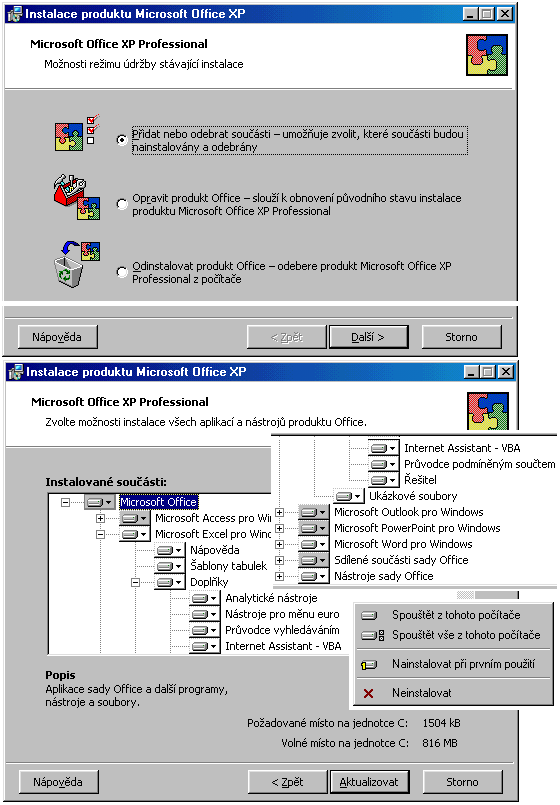 Instalace produktu Microsoft Office XP
Microsoft Office XP Professional
Možnosti režimu údržby stávající instalace
Přidat nebo odebrat součásti – umožňuje zvolit, které součásti budou
nainstalovány a odebrány
Opravit produkt Office – slouží k obnovení původního stavu instalace
produktu Microsoft Office XP Professional
Odinstalovat produkt Office – odebere produkt Microsoft Office XP
Professional z počítače
Nápověda
< Zpět
Další >
Storno
Instalace produktu Microsoft Office XP
Microsoft Office XP Professional
Zvolte možnosti instalace všech aplikací a nástrojů produktu Office.
Instalované součásti:
Microsoft Office
Microsoft Access pro Win
Microsoft Excel pro Wind
Nápověda
Šablony tabulek
Doplňky
Analytické nástroje
Nástroje pro měnu euro
Průvodce vyhledáváním
Internet Assistant - VBA
Internet Assistant - VBA
Průvodce podmíněným součtem
Řešitel
Ukázkové soubory
Microsoft Outlook pro Windows
Microsoft PowerPoint pro Windows
Microsoft Word pro Windows
Sdílené součásti sady Office
Nástroje sady Office
Spouštět z tohoto počítače
Spouštět vše z tohoto počítače
Nainstalovat při prvním použití
Neinstalovat
Popis
Aplikace sady Office a další programy,
nástroje a soubory.
Požadované místo na jednotce C: 1504 kB
Volné místo na jednotce C: 816 MB
Nápověda
< Zpět
Aktualizovat
Storno